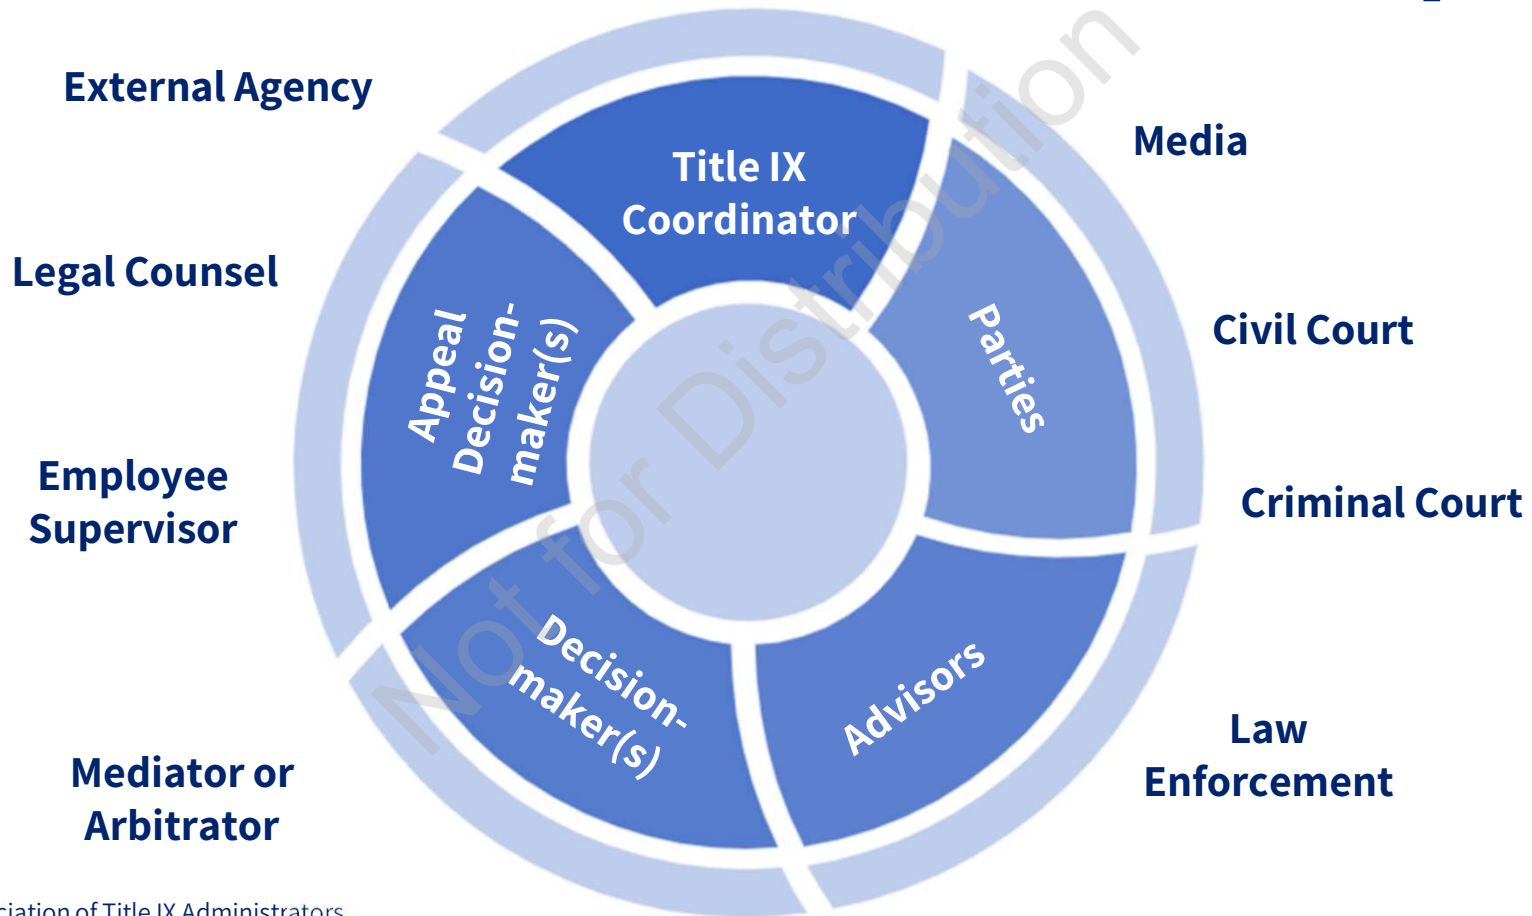 External Agency
Media
Title IX
Coordinator
Legal Counsel
Civil Court
Appeal
Decision-
maker(s)
Parties
Employee
Supervisor
Criminal Court
Decision-
maker(s)
Advisors
Law
Enforcement
Mediator or
Arbitrator
Not for Distribution
of Title IX Administrators